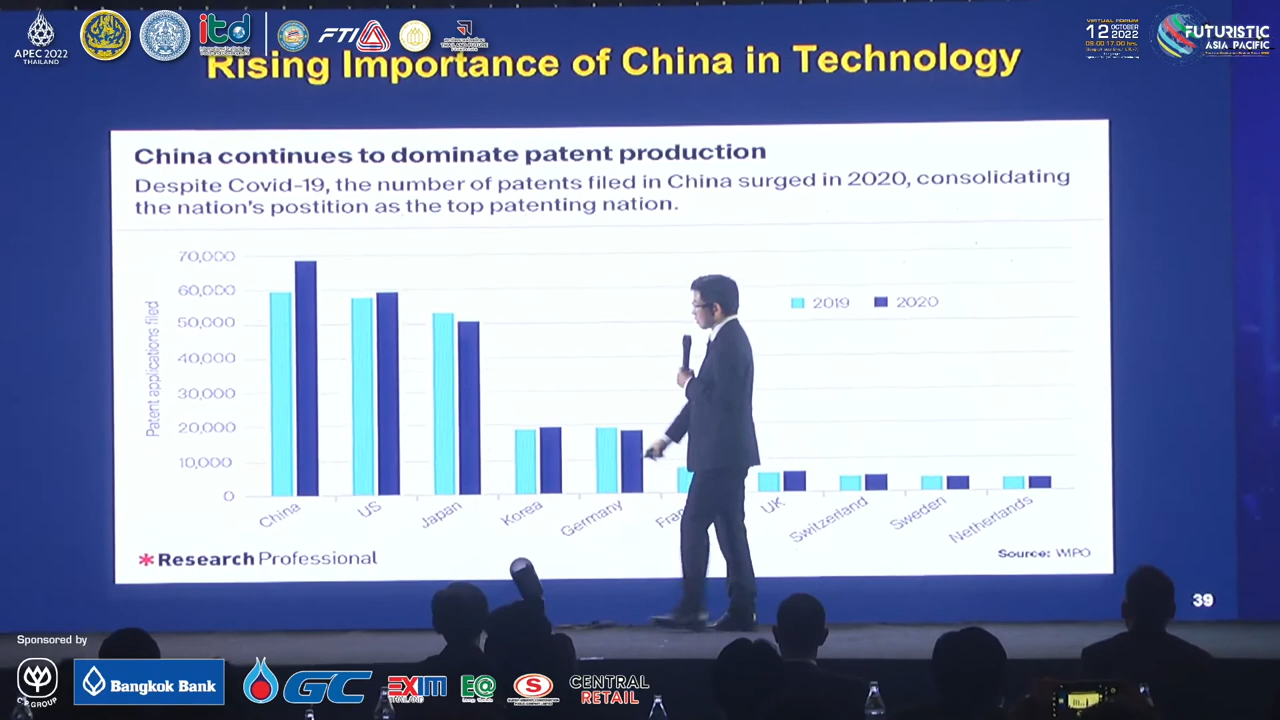 APEC 2022
THAILAND
itd
FTI
VIRTUAL FORUM
12 OCTOBER 2022
FUTURISTIC
ASIA PACIFIC
Rising Importance of China in Technology
China continues to dominate patent production
Despite Covid-19, the number of patents filed in China surged in 2020, consolidating
the nation's postition as the top patenting nation.
Patent applications filed
70,000
60,000
50,000
40,000
30,000
20,000
10,000
0
2019
2020
China
US
Japan
Korea
Germany
Fran
UK
Switzerland
Sweden
Netherlands
*Research Professional
Source: WIPO
39
Sponsored by
C.P. GROUP
Bangkok Bank
GC
EXIM
THAILAND
E@
S
CENTRAL
RETAIL